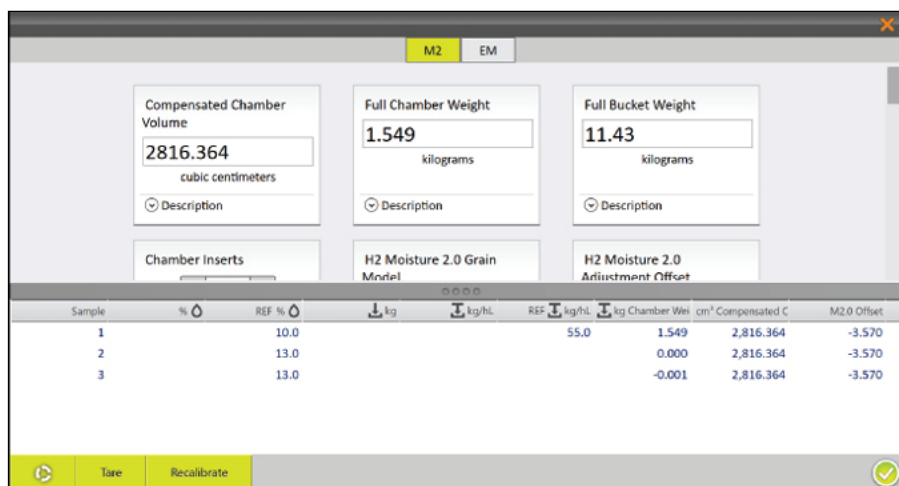 M2 EM
Compensated Chamber Volume
2816.364
cubic centimeters
Description
Full Chamber Weight
1.549
kilograms
Description
Full Bucket Weight
11.43
kilograms
Description
Chamber Inserts
H2 Moisture 2.0 Grain
Model
H2 Moisture 2.0
Adjustment Offset
Sample % REF % kg kg/hL REF kg/hL kg Chamber Wei cm³ Compensated C M2.0 Offset
1 10.0 55.0 1.549 2,816.364 -3.570
2 13.0 0.000 2,816.364 -3.570
3 13.0 -0.001 2,816.364 -3.570
Tare Recalibrate